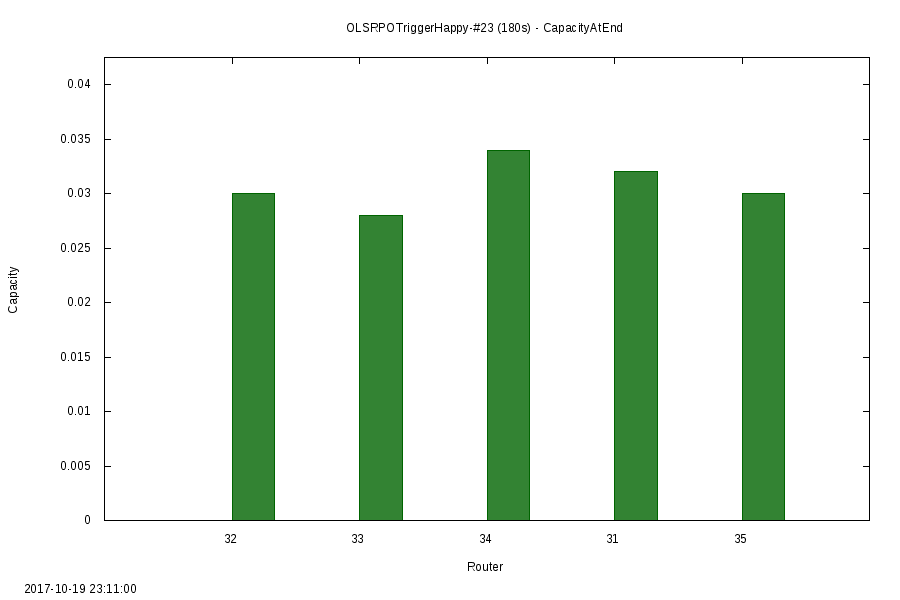 OLSRPOTriggerHappy-#23 (180s) - CapacityAtEnd
0.04
0.035
0.03
0.025
0.02
0.015
0.01
0.005
0
Capacity
32 33 34 31 35
Router
2017-10-19 23:11:00